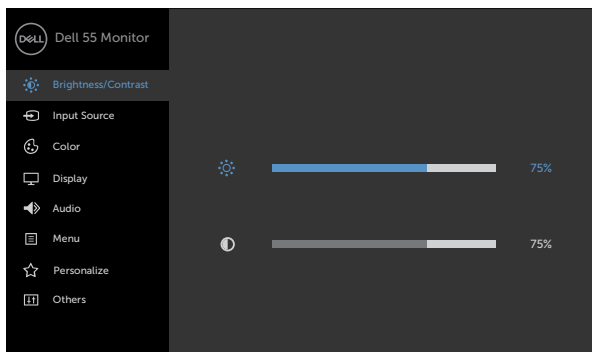 DELL
Dell 55 Monitor
Brightness/Contrast
Input Source
Color
Display
Audio
Menu
Personalize
Others
75%
75%